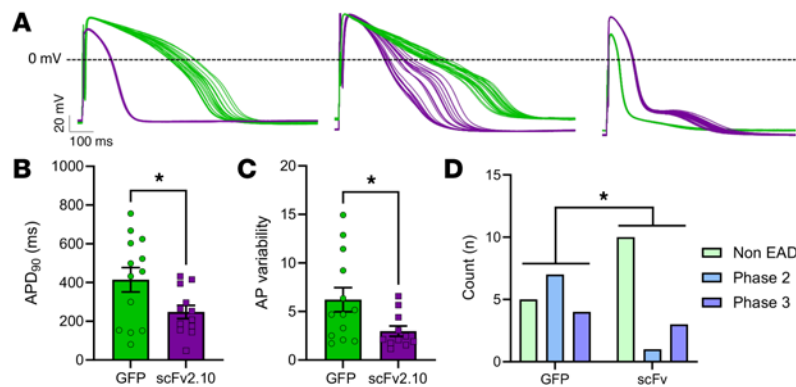 A
0 mV
20 mV
100 ms
B
1000
800
600
400
200
0
APD90 (ms)
*
GFP
scFv2.10
C
20
15
10
5
0
AP variability
*
GFP
scFv2.10
D
15
10
5
0
Count (n)
*
GFP
scFv
Non EAD
Phase 2
Phase 3